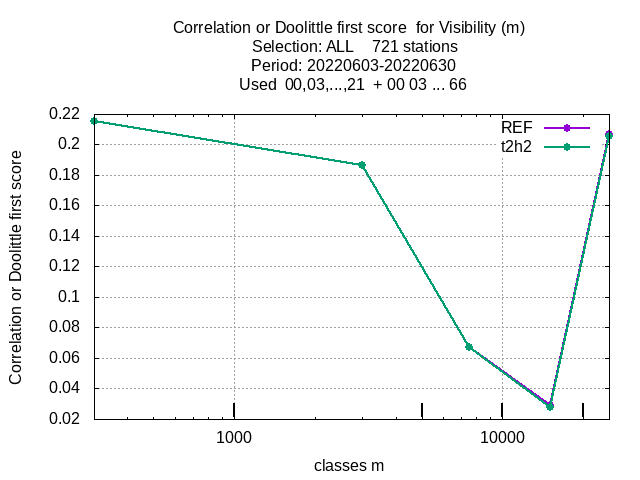 Correlation or Doolittle first score  for Visibility (m)
Selection: ALL    721 stations
Period: 20220603-20220630
Used  00,03,...,21  + 00 03 ... 66
Correlation or Doolittle first score
0.22
0.2
0.18
0.16
0.14
0.12
0.1
0.08
0.06
0.04
0.02
REF
t2h2
1000
10000
classes m